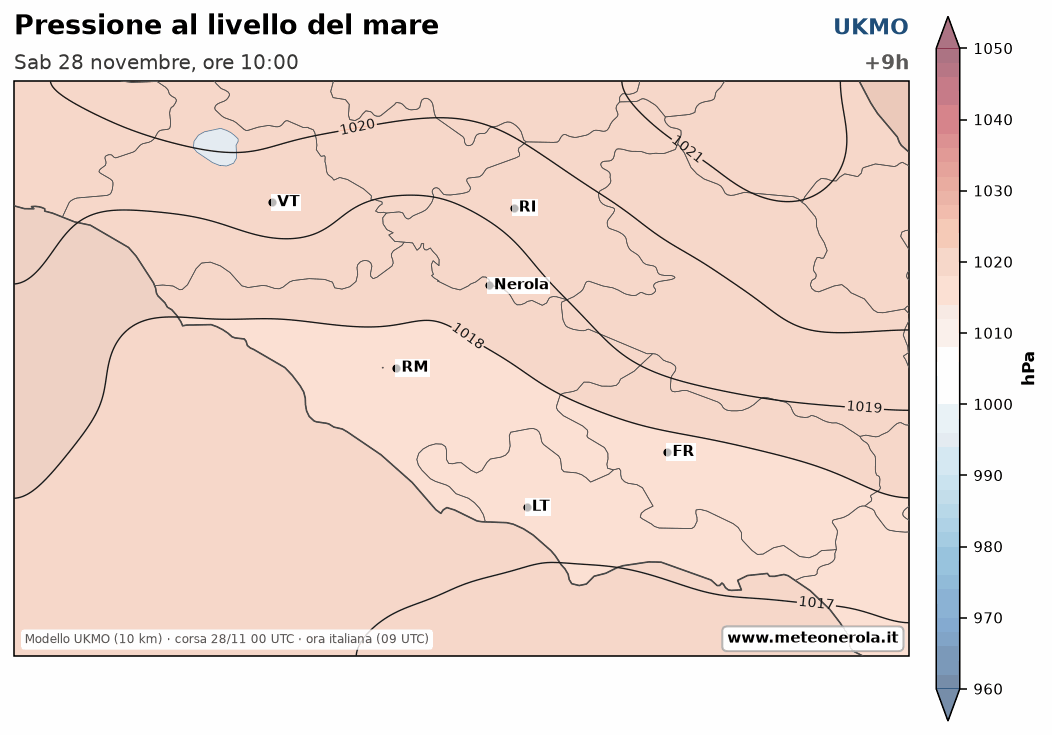 Pressione al livello del mare
UKMO
Sab 28 novembre, ore 10:00
+9h
1020
1021
VT
RI
Nerola
1018
RM
1019
FR
LT
1017
Modello UKMO (10 km) · corsa 28/11 00 UTC · ora italiana (09 UTC)
www.meteonerola.it
1050
1040
1030
1020
1010
1000
990
980
970
960
hPa